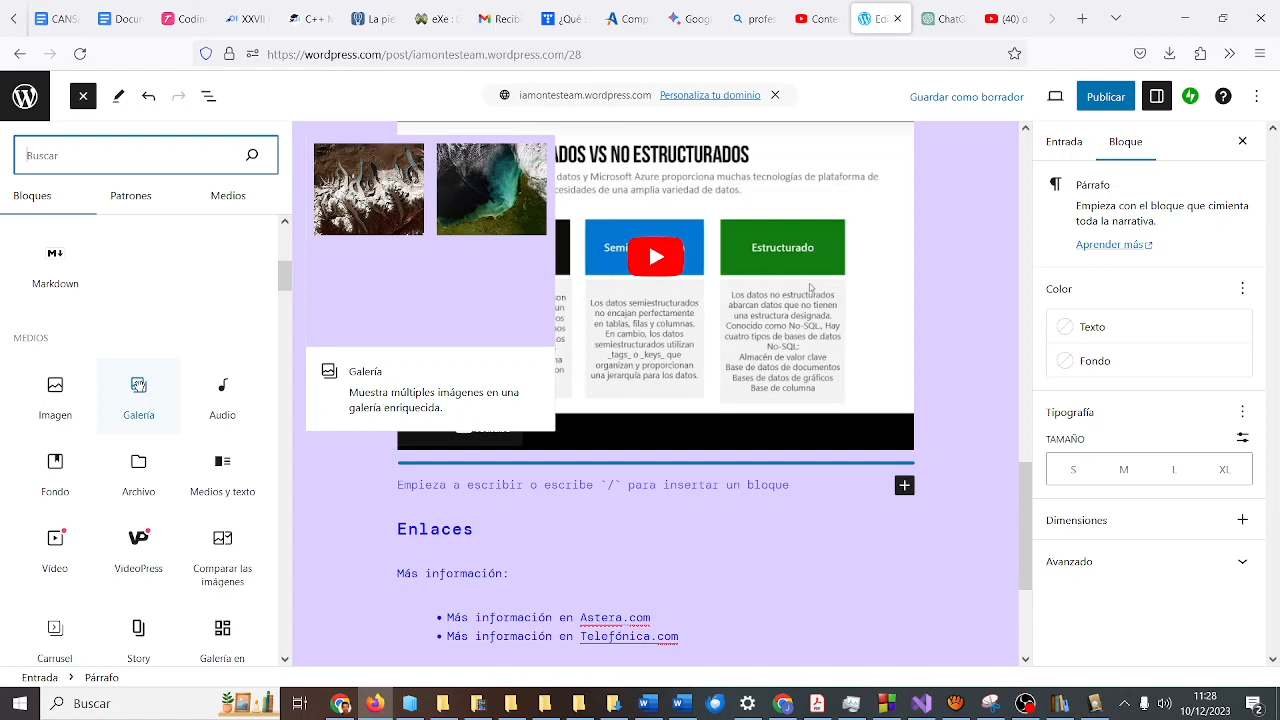 Doc
Doc
Codin
XXVI
C++ M
La p
eXe :
Recib
¿Qué
Comp
Goog
profes
Conte
Edi
ChatG
(40) d
https://wordpress.com/post/iamontesteam.wordpress.com/28
iamontesteam.wordpress.com Personaliza tu dominio
Guardar como borrador
Publicar
Buscar
Bloques Patrones Medios
Markdown
MEDIOS
Imagen Galería Audio
Fondo Archivo Medios y texto
Vídeo VideoPress Comparar las
imágenes
Carrusel Story Galería en
Galería
Muestra múltiples imágenes en una
galería enriquecida.
ADOS VS NO ESTRUCTURADOS
datos y Microsoft Azure proporciona muchas tecnologías de plataforma de
cesidades de una amplia variedad de datos.
Semi
Los datos semiestructurados
no encajan perfectamente
en tablas, filas y columnas.
En cambio, los datos
semiestructurados utilizan
_tags_ o _keys_ que
organizan y proporcionan
una jerarquía para los datos.
Estructurado
Los datos no estructurados
abarcan datos que no tienen
una estructura designada.
Conocido como No-SQL, Hay
cuatro tipos de bases de datos
No-SQL:
Almacén de valor clave
Base de datos de documentos
Bases de datos de gráficos
Base de columna
Empieza a escribir o escribe `/` para insertar un bloque
Enlaces
Más información:
• Más información en Astera.com
• Más información en Telefónica.com
Entrada Bloque
Párrafo
Empieza con el bloque que cimienta
toda la narrativa.
Aprender más
Color
Texto
Fondo
Tipografía
TAMAÑO
S M L XL
Dimensiones
Avanzado
Entrada > Párrafo
Buscar
11:28
10/12/2023